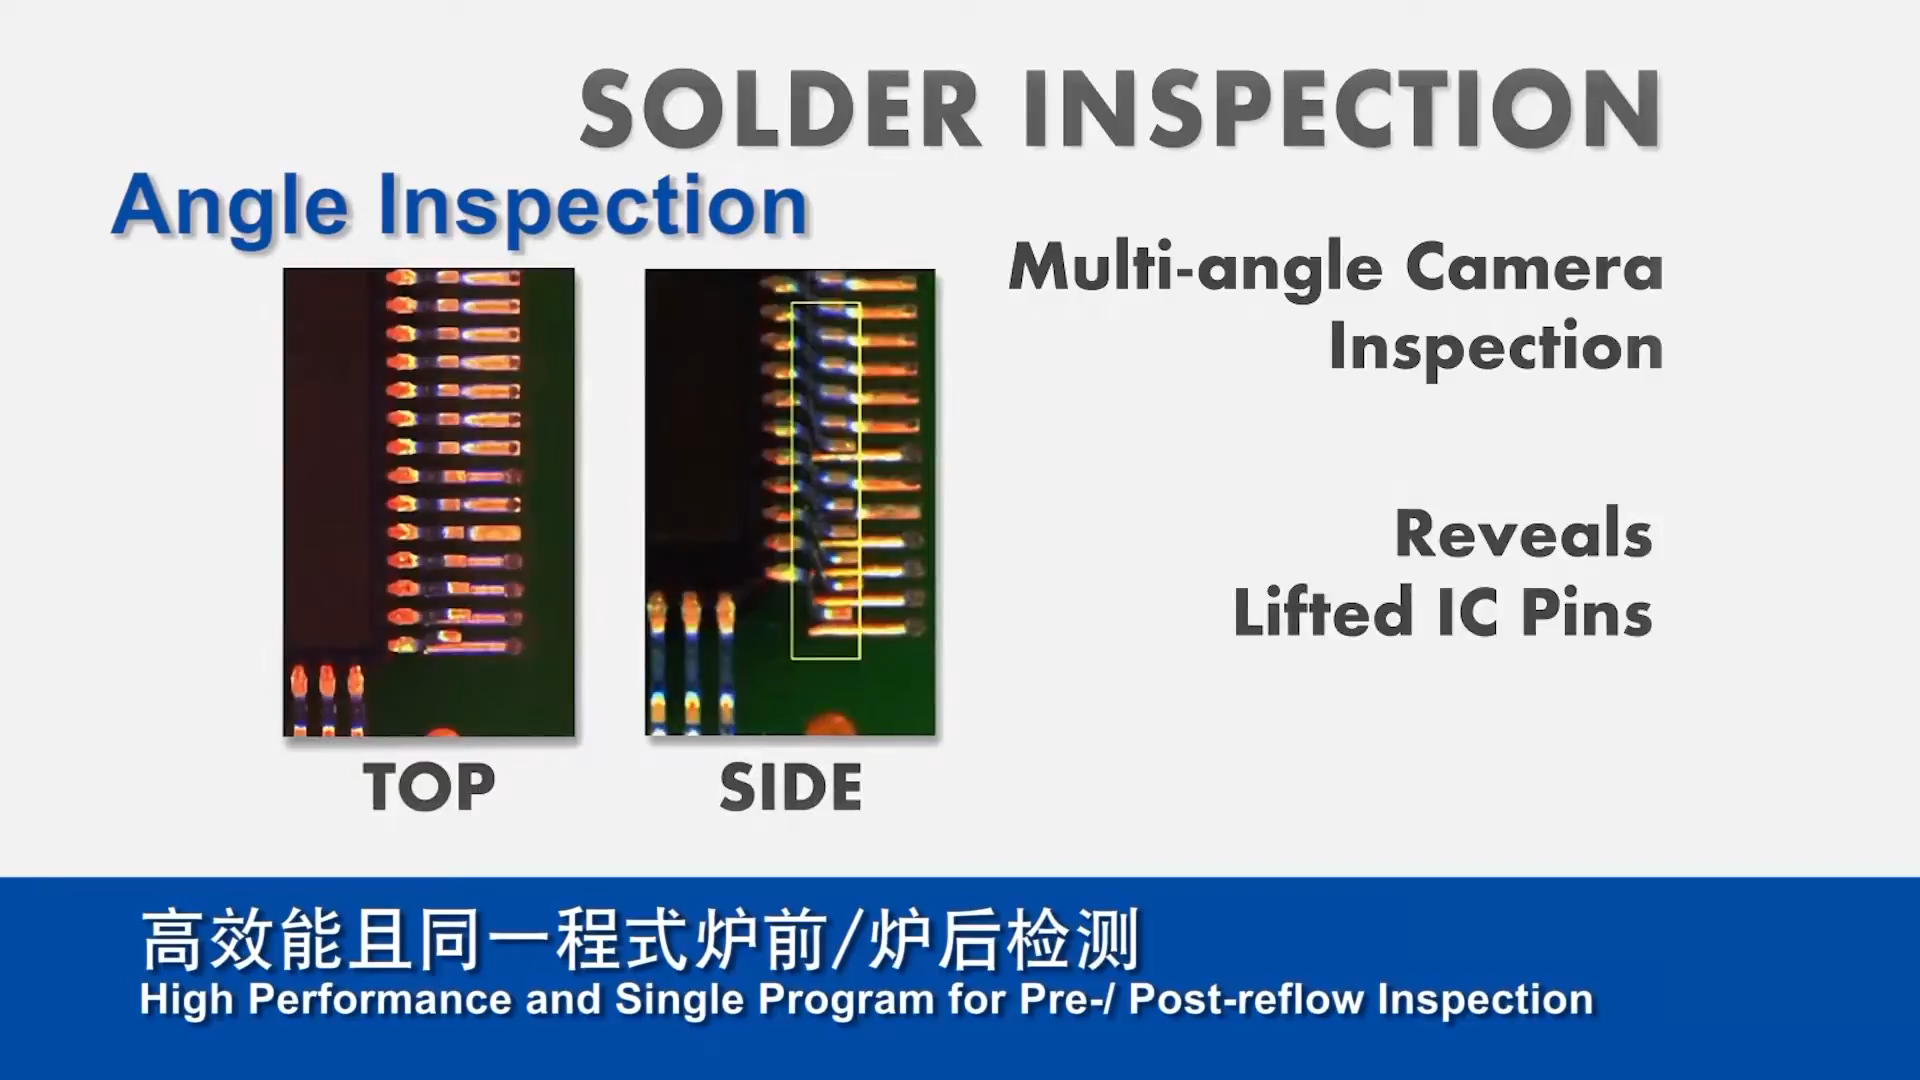 SOLDER INSPECTION
Angle Inspection
Multi-angle Camera
Inspection
Reveals
Lifted IC Pins
TOP
SIDE
高效能且同一程式炉前/炉后检测
High Performance and Single Program for Pre-/ Post-reflow Inspection